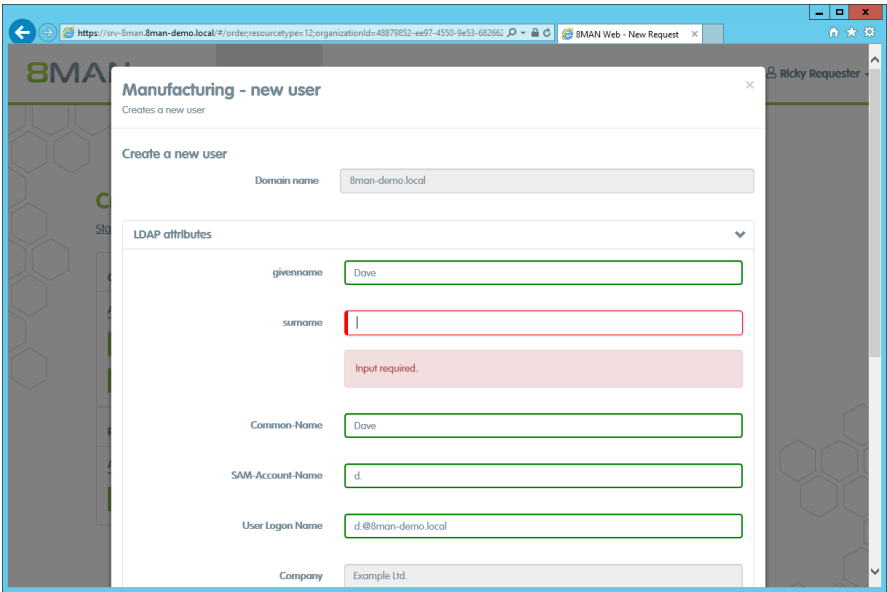 https://srv-8man.8man-demo.local/#/order;resourcetype=12;organizationId=48879852-ee97-4550-9e53-682662
8MAN Web - New Request
8MAN
Ricky Requester
Manufacturing - new user
Creates a new user
Create a new user
Domain name
8man-demo.local
LDAP attributes
givenname
Dave
surname
Input required.
Common-Name
Dave
SAM-Account-Name
d.
User Logon Name
d.@8man-demo.local
Company
Example Ltd.